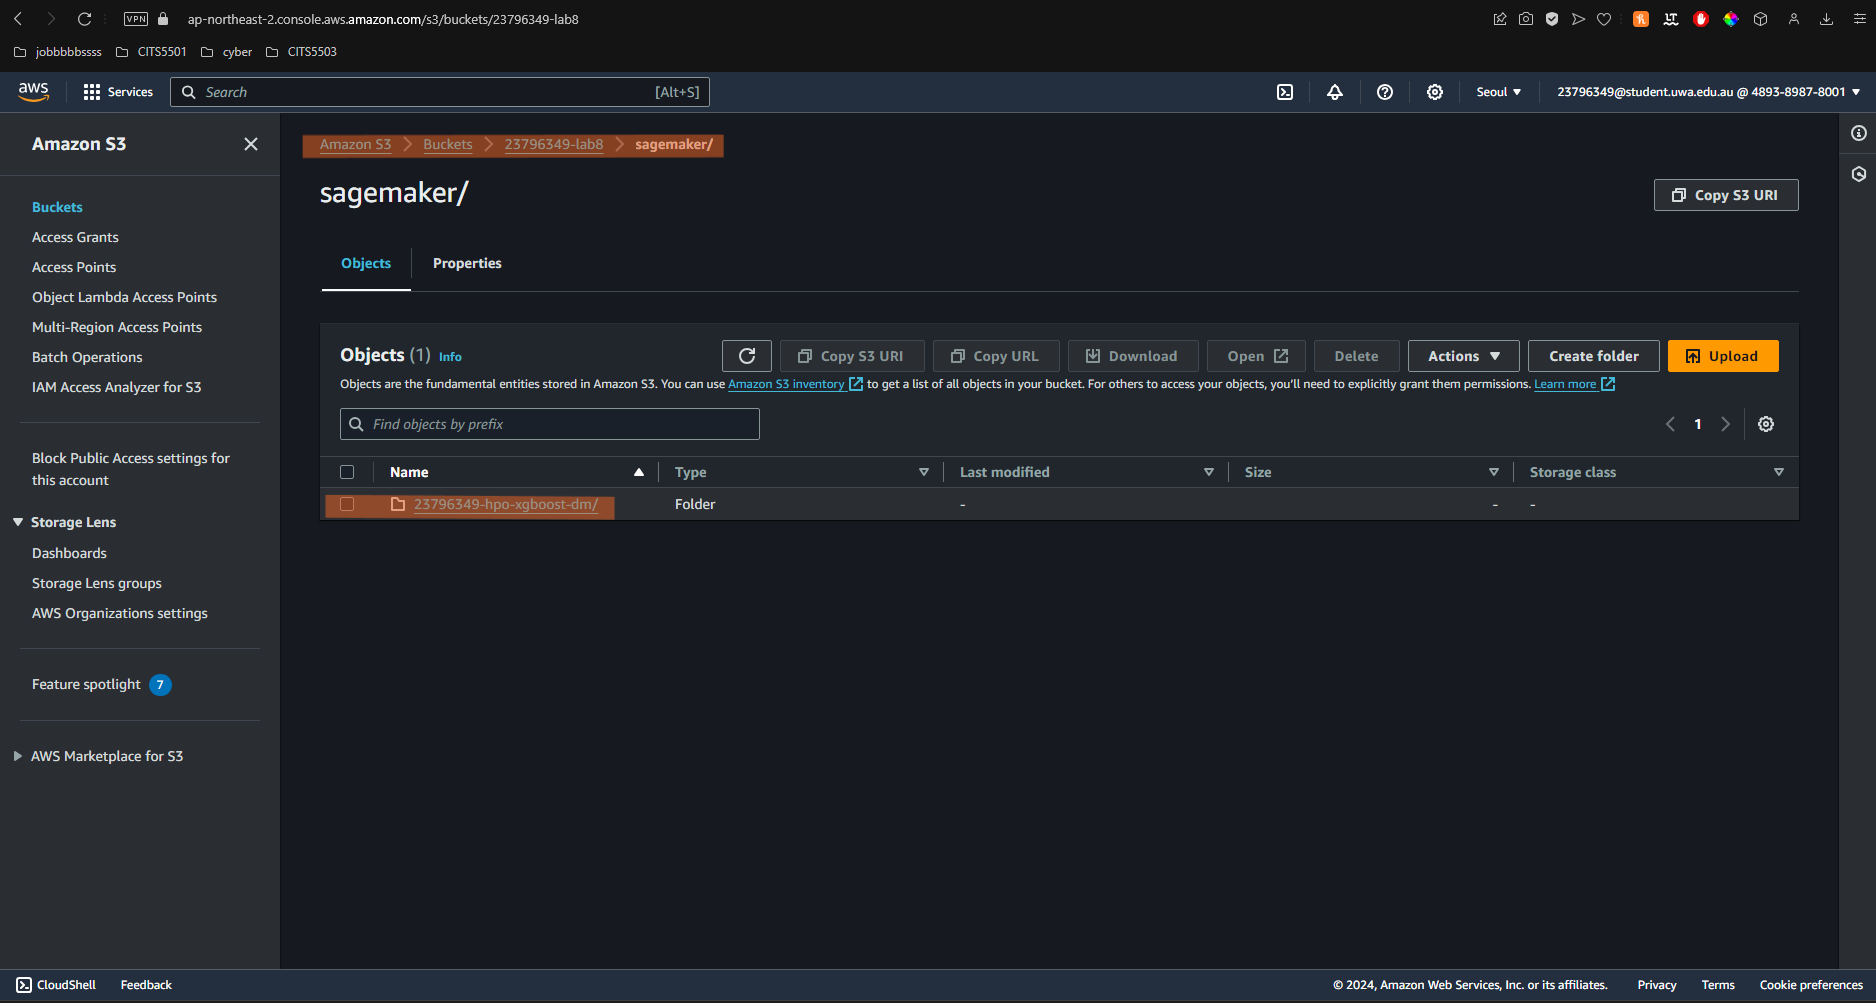 VPN ap-northeast-2.console.aws.amazon.com/s3/buckets/23796349-lab8
jobbbbbssss CITS5501 cyber CITS5503
aws Services Search [Alt+S] Seoul 23796349@student.uwa.edu.au @ 4893-8987-8001
Amazon S3
Buckets
Access Grants
Access Points
Object Lambda Access Points
Multi-Region Access Points
Batch Operations
IAM Access Analyzer for S3
Block Public Access settings for
this account
Storage Lens
Dashboards
Storage Lens groups
AWS Organizations settings
Feature spotlight 7
AWS Marketplace for S3
Amazon S3 Buckets 23796349-lab8 sagemaker/
sagemaker/
Copy S3 URI
Objects Properties
Objects (1) Info
Copy S3 URI Copy URL Download Open Delete Actions Create folder Upload
Objects are the fundamental entities stored in Amazon S3. You can use Amazon S3 inventory to get a list of all objects in your bucket. For others to access your objects, you'll need to explicitly grant them permissions. Learn more
Find objects by prefix
1
Name Type Last modified Size Storage class
23796349-hpo-xgboost-dm/ Folder - - -
CloudShell Feedback © 2024, Amazon Web Services, Inc. or its affiliates. Privacy Terms Cookie preferences